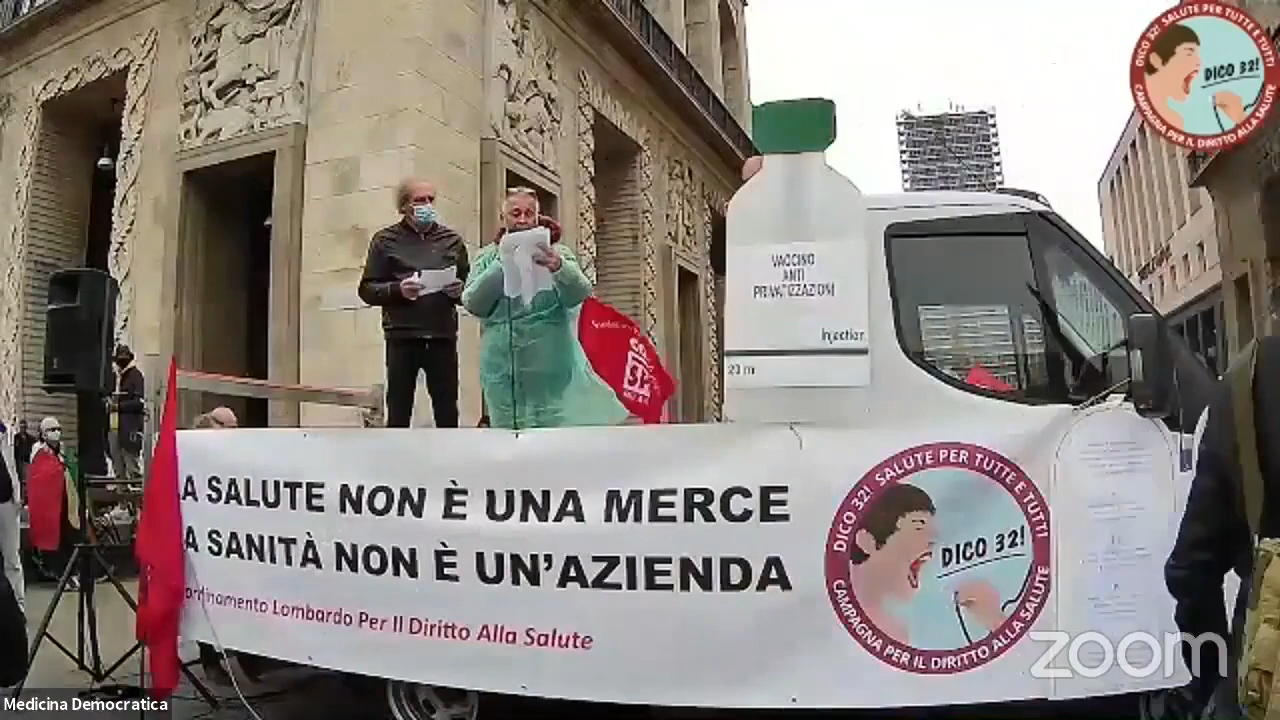 DICO 32! SALUTE PER TUTTE E TUTTI
DICO 32!
CAMPAGNA PER IL DIRITTO ALLA SALUTE
VACCINO
ANTI
PRIVATIZZAZIONI
Injection
A SALUTE NON È UNA MERCE
A SANITÀ NON È UN'AZIENDA
Lombardo Per Il Diritto Alla Salute
DICO 32! SALUTE PER TUTTE E TUTTI
DICO 32!
CAMPAGNA PER IL DIRITTO ALLA SALUTE
zoom
Medicina Democratica